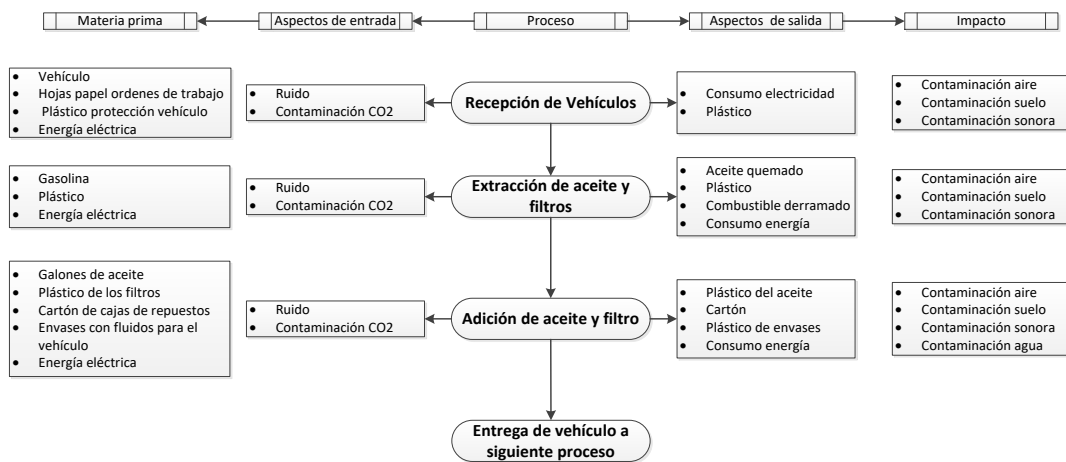 Materia prima
Aspectos de entrada
Proceso
Aspectos de salida
Impacto
• Vehículo
• Hojas papel ordenes de trabajo
• Plástico protección vehículo
• Energía eléctrica
• Ruido
• Contaminación CO2
Recepción de Vehículos
• Consumo electricidad
• Plástico
• Contaminación aire
• Contaminación suelo
• Contaminación sonora
• Gasolina
• Plástico
• Energía eléctrica
• Ruido
• Contaminación CO2
Extracción de aceite y
filtros
• Aceite quemado
• Plástico
• Combustible derramado
• Consumo energía
• Contaminación aire
• Contaminación suelo
• Contaminación sonora
• Galones de aceite
• Plástico de los filtros
• Cartón de cajas de repuestos
• Envases con fluidos para el
vehículo
• Energía eléctrica
• Ruido
• Contaminación CO2
Adición de aceite y filtro
• Plástico del aceite
• Cartón
• Plástico de envases
• Consumo energía
• Contaminación aire
• Contaminación suelo
• Contaminación sonora
• Contaminación agua
Entrega de vehículo a
siguiente proceso